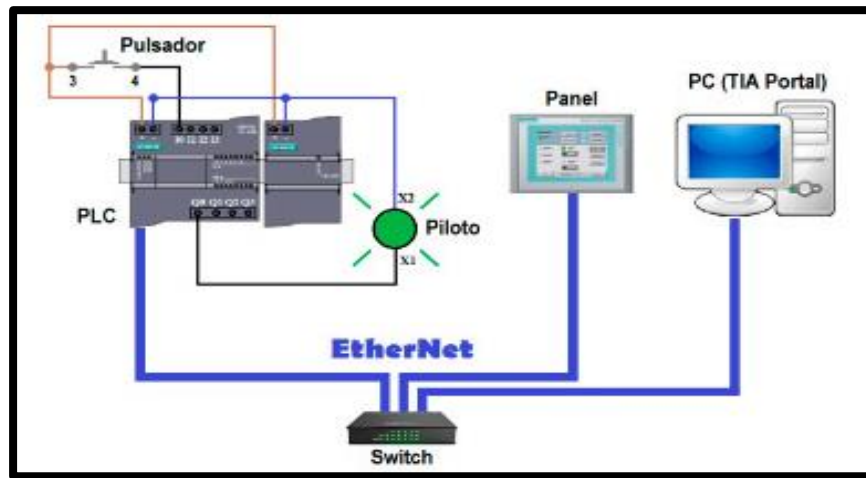 Pulsador
3
4
PC (TIA Portal)
Panel
PLC
X2
Piloto
X1
EtherNet
Switch